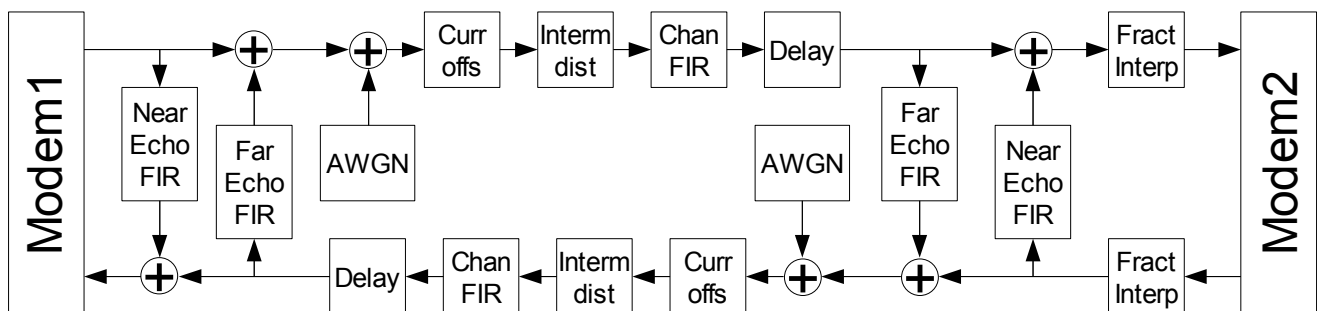 Modem1
Near
Echo
FIR
Far
Echo
FIR
+
+
AWGN
Curr
offs
Interm
dist
Chan
FIR
Delay
AWGN
Far
Echo
FIR
+
Near
Echo
FIR
Fract
Interp
Modem2
+
Delay
Chan
FIR
Interm
dist
Curr
offs
+
+
Fract
Interp